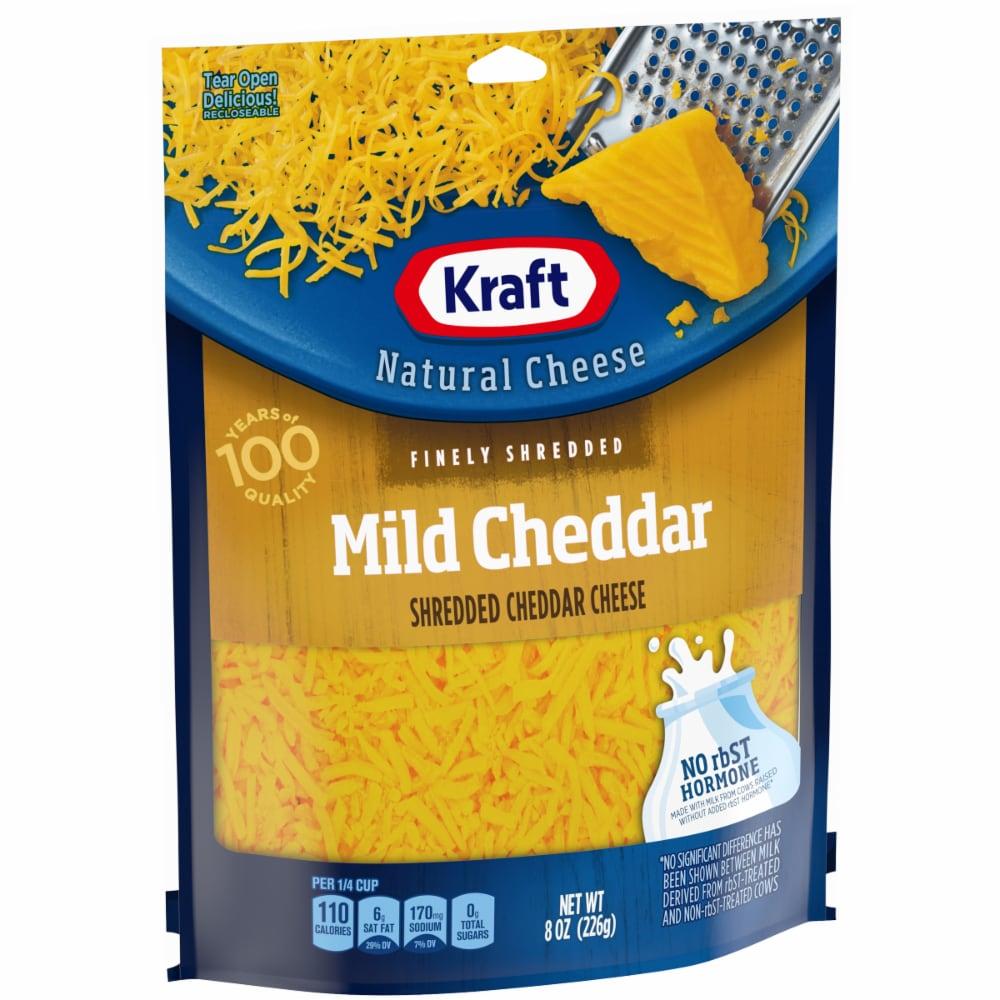 Tear Open
Delicious!
RECLOSEABLE
Kraft
Natural Cheese
YEARS of
100
QUALITY
FINELY SHREDDED
Mild Cheddar
SHREDDED CHEDDAR CHEESE
NO rbST
HORMONE
MADE WITH MILK FROM COWS RAISED
WITHOUT ADDED rbST HORMONE*
*NO SIGNIFICANT DIFFERENCE HAS
BEEN SHOWN BETWEEN MILK
DERIVED FROM rbST-TREATED
AND NON-rbST-TREATED COWS
PER 1/4 CUP
110
CALORIES
6g
SAT FAT
29% DV
170mg
SODIUM
7% DV
0g
TOTAL
SUGARS
NET WT
8 OZ (226g)